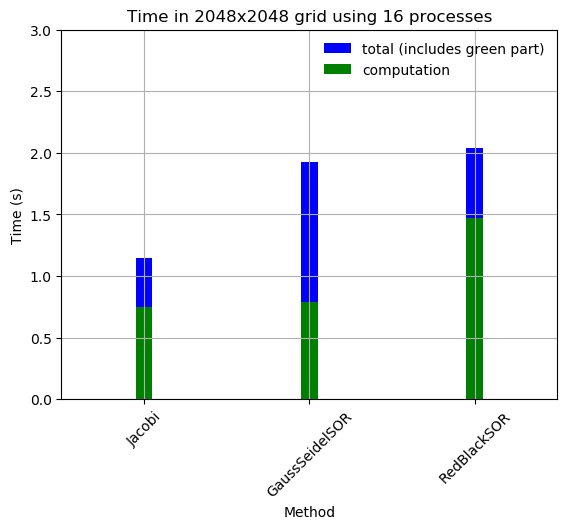 Time in 2048x2048 grid using 16 processes
total (includes green part)
computation
3.0
2.5
2.0
1.5
1.0
0.5
0.0
Time (s)
Jacobi
GaussSeidelSOR
RedBlackSOR
Method